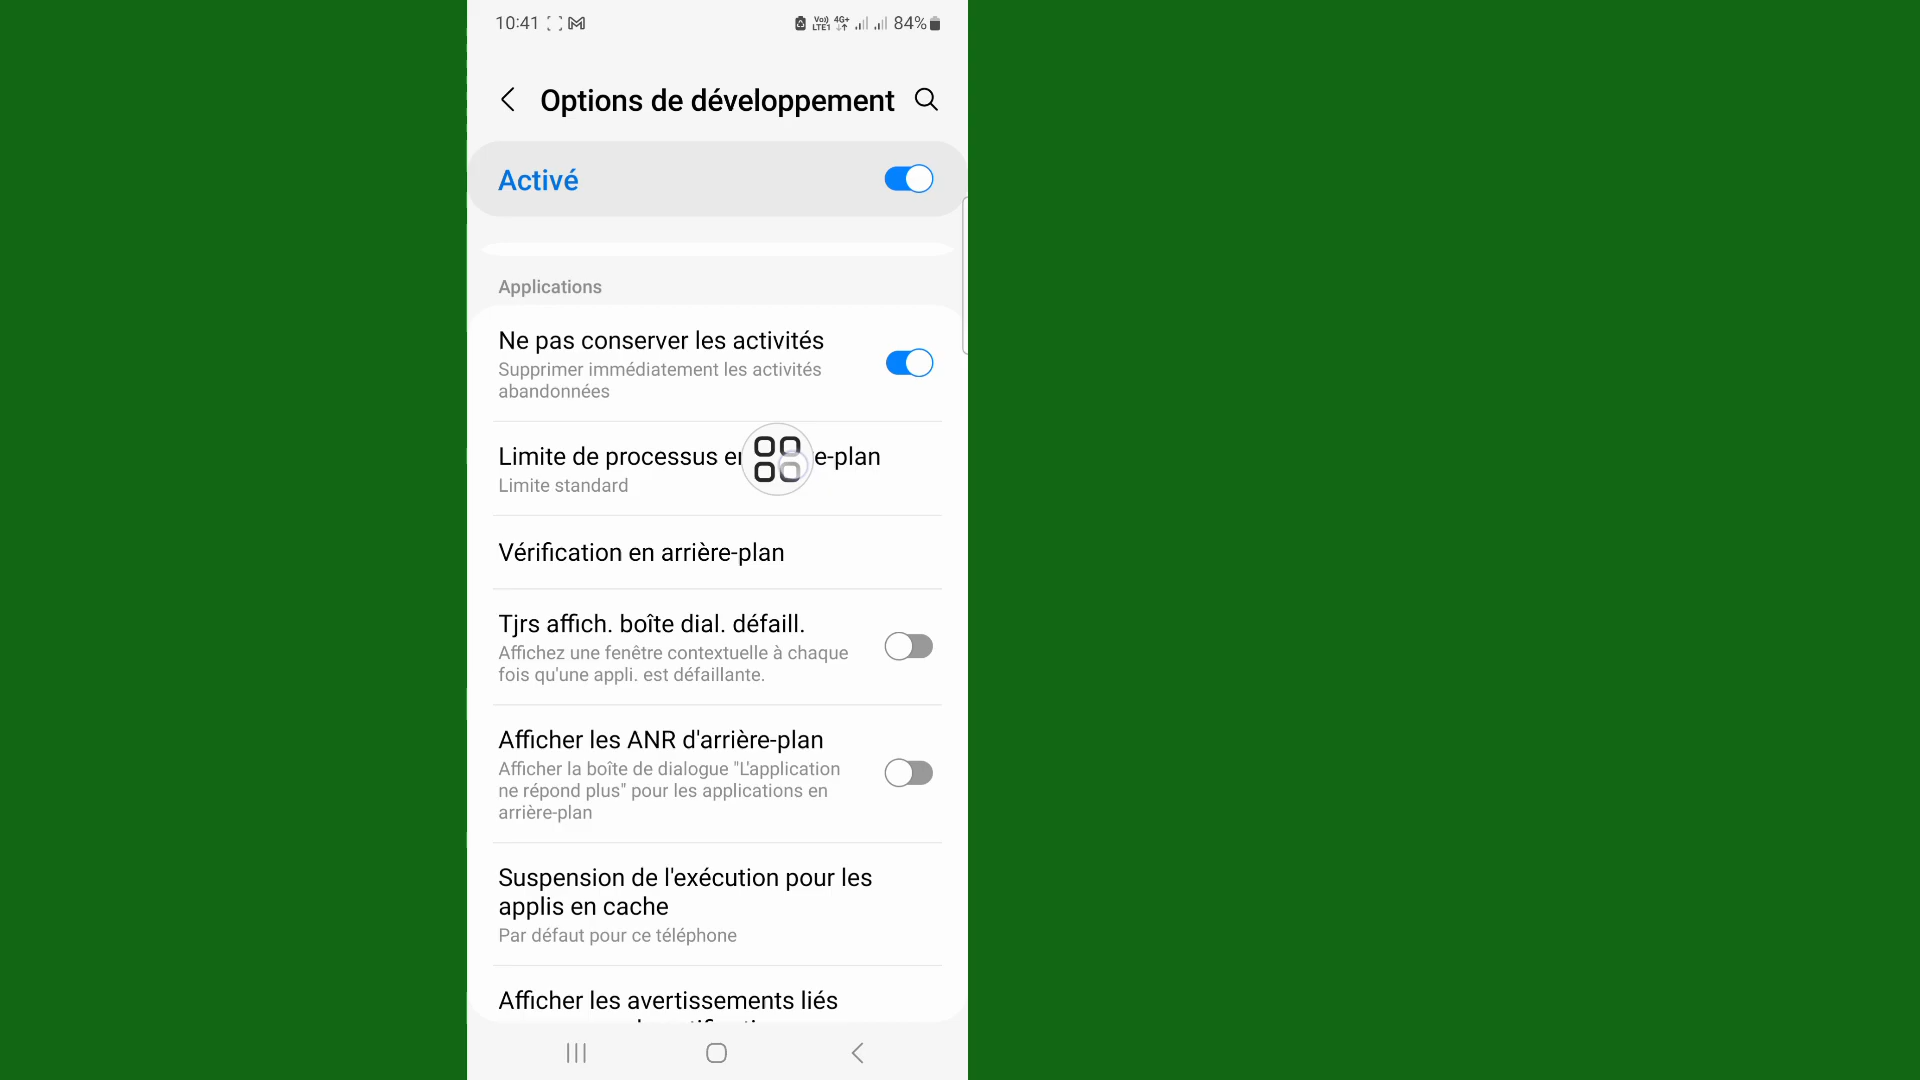 10:41 Vo)) LTE1 4G+ 84%
Options de développement
Activé
Applications
Ne pas conserver les activités
Supprimer immédiatement les activités
abandonnées
Limite de processus e-plan
Limite standard
Vérification en arrière-plan
Tjrs affich. boîte dial. défaill.
Affichez une fenêtre contextuelle à chaque
fois qu'une appli. est défaillante.
Afficher les ANR d'arrière-plan
Afficher la boîte de dialogue "L'application
ne répond plus" pour les applications en
arrière-plan
Suspension de l'exécution pour les
applis en cache
Par défaut pour ce téléphone
Afficher les avertissements liés